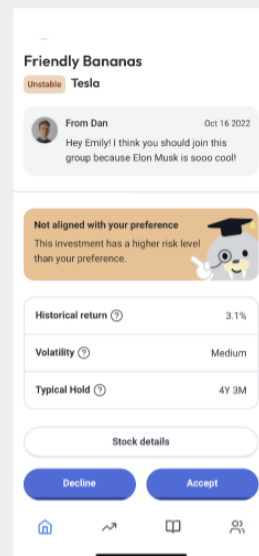 Friendly Bananas
Unstable Tesla
From Dan Oct 16 2022
Hey Emily! I think you should join this
group because Elon Musk is sooo cool!
Not aligned with your preference
This investment has a higher risk level
than your preference.
Historical return ? 3.1%
Volatility ? Medium
Typical Hold ? 4Y 3M
Stock details
Decline Accept